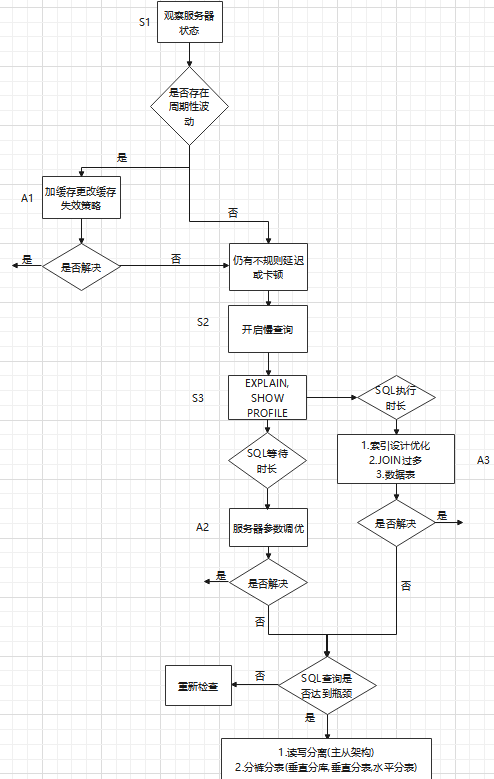 S1
观察服务器
状态
是否存在
周期性波
动
是
A1
加缓存更改缓存
失效策略
否
是
是否解决
否
仍有不规则延迟
或卡顿
S2
开启慢查询
S3
EXPLAIN,
SHOW
PROFILE
SQL执行
时长
SQL等待
时长
1.索引设计优化
2.JOIN过多
3.数据表
A3
A2
服务器参数调优
是否解决
是
是
是否解决
否
否
SQL查询是
否达到瓶颈
否
重新检查
是
1.读写分离(主从架构)
2.分裤分表(垂直分库,垂直分表,水平分表)